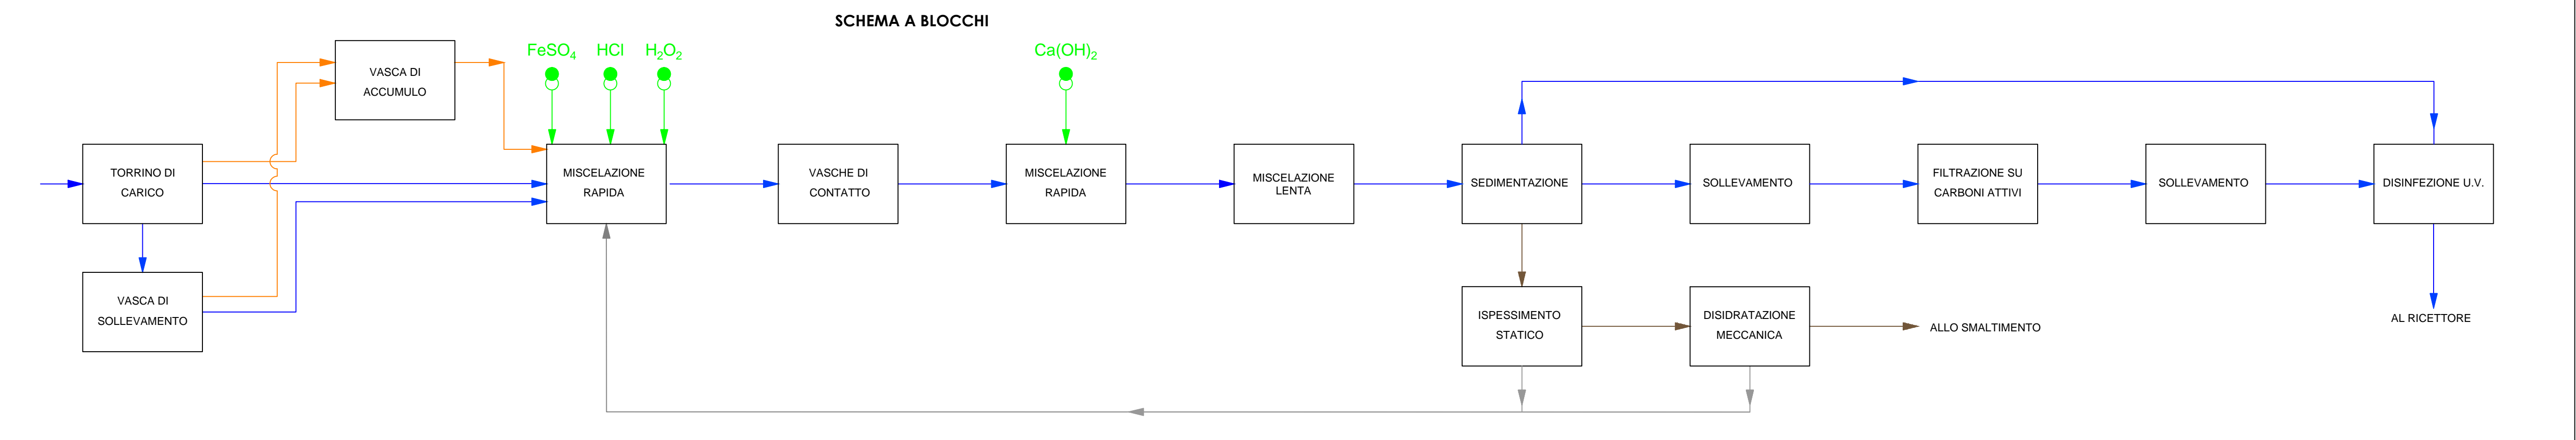 SCHEMA A BLOCCHI
FeSO₄
HCl
H₂O₂
Ca(OH)₂
VASCA DI
ACCUMULO
TORRINO DI
CARICO
MISCELAZIONE
RAPIDA
VASCHE DI
CONTATTO
MISCELAZIONE
RAPIDA
MISCELAZIONE
LENTA
SEDIMENTAZIONE
SOLLEVAMENTO
FILTRAZIONE SU
CARBONI ATTIVI
SOLLEVAMENTO
DISINFEZIONE U.V.
VASCA DI
SOLLEVAMENTO
ISPESSIMENTO
STATICO
DISIDRATAZIONE
MECCANICA
ALLO SMALTIMENTO
AL RICETTORE